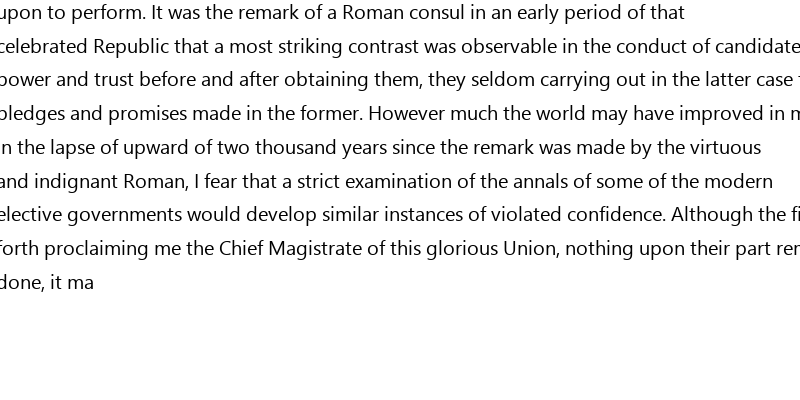 upon to perform. It was the remark of a Roman consul in an early period of that
celebrated Republic that a most striking contrast was observable in the conduct of candidate
power and trust before and after obtaining them, they seldom carrying out in the latter case
pledges and promises made in the former. However much the world may have improved in
in the lapse of upward of two thousand years since the remark was made by the virtuous
and indignant Roman, I fear that a strict examination of the annals of some of the modern
elective governments would develop similar instances of violated confidence. Although the
forth proclaiming me the Chief Magistrate of this glorious Union, nothing upon their part
done, it ma